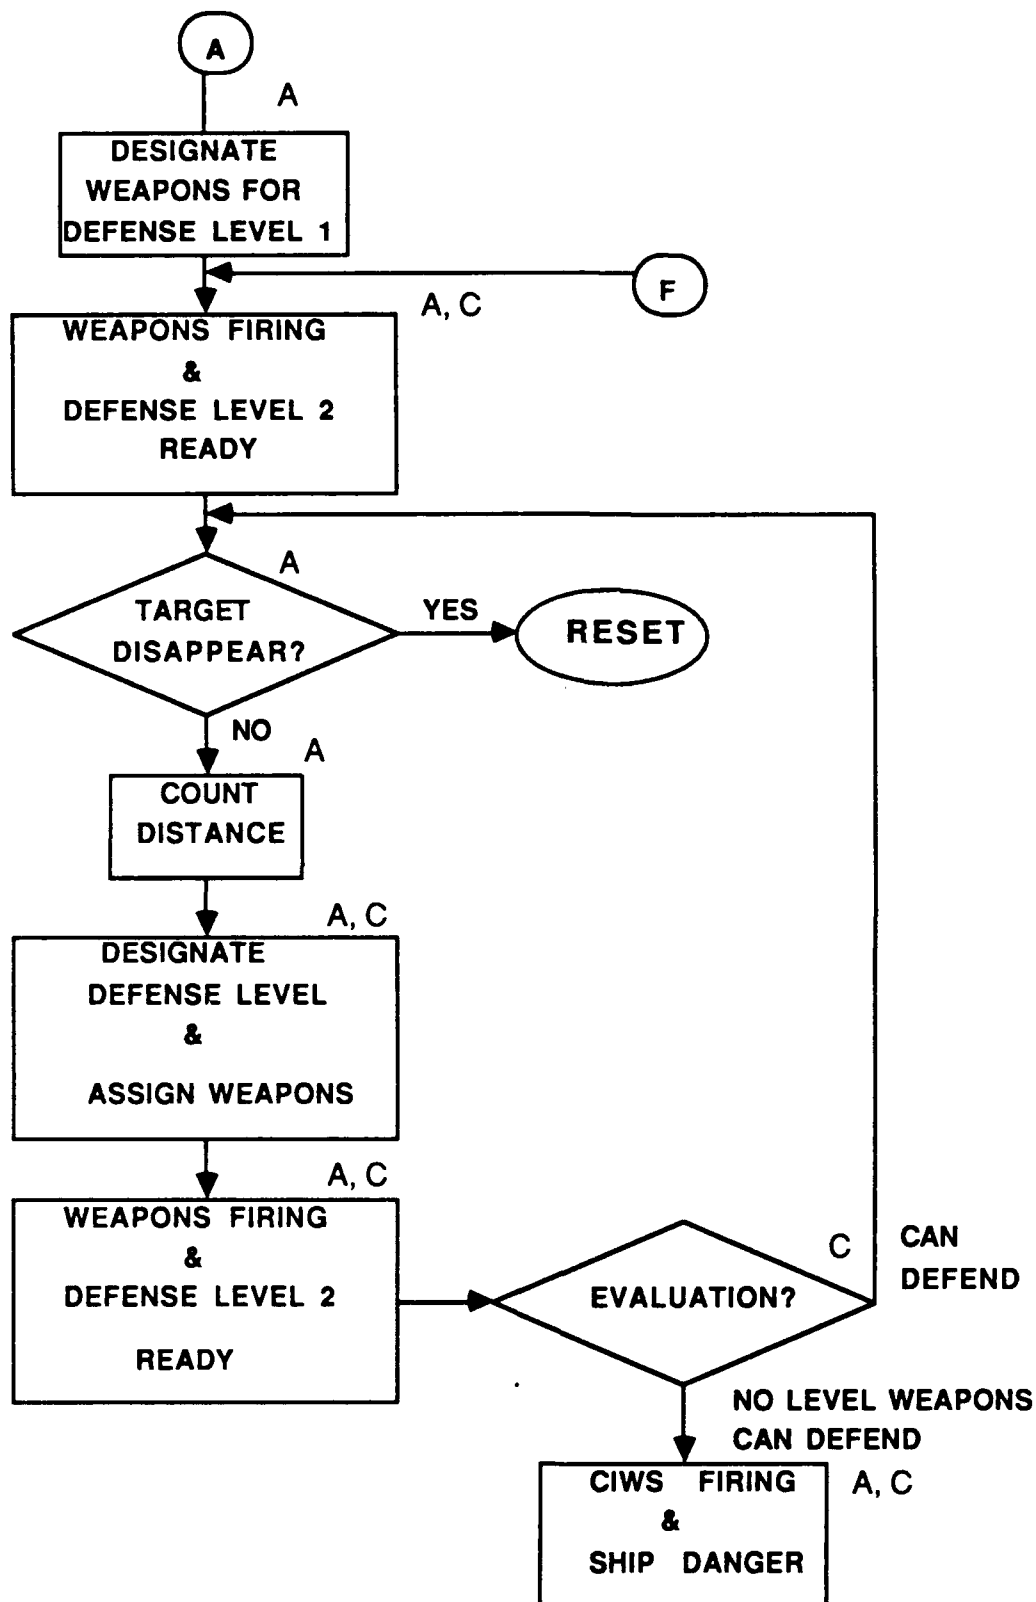 A
A
DESIGNATE
WEAPONS FOR
DEFENSE LEVEL 1
F
A, C
WEAPONS FIRING
&
DEFENSE LEVEL 2
READY
A
TARGET
DISAPPEAR?
YES
RESET
NO
A
COUNT
DISTANCE
A, C
DESIGNATE
DEFENSE LEVEL
&
ASSIGN WEAPONS
A, C
WEAPONS FIRING
&
DEFENSE LEVEL 2
READY
C
EVALUATION?
CAN
DEFEND
NO LEVEL WEAPONS
CAN DEFEND
A, C
CIWS FIRING
&
SHIP DANGER